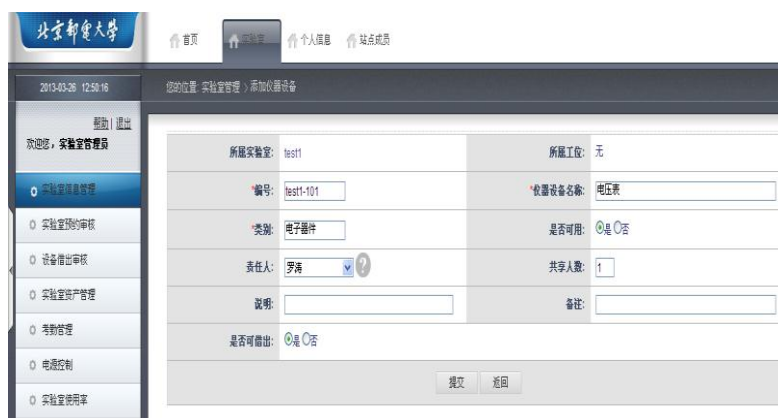 北京邮电大学
首页
实验室
个人信息
站点成员
2013-03-26 12:50:16
您的位置: 实验室管理 > 添加仪器设备
帮助 | 退出
欢迎您，实验室管理员
实验室信息管理
实验室预约审核
设备借出审核
实验室资产管理
考勤管理
电源控制
实验室使用率
所属实验室: test1
所属工位: 无
*编号: test1-101
*仪器设备名称: 电压表
*类别: 电子器件
是否可用: 是 否
责任人: 罗涛
共享人数: 1
说明:
备注:
是否可借出: 是 否
提交 返回